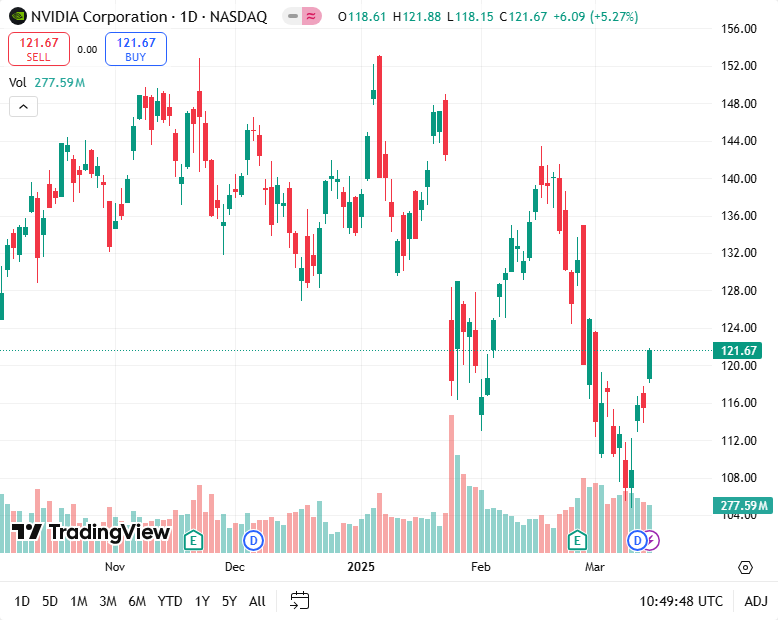 NVIDIA Corporation · 1D · NASDAQ O118.61 H121.88 L118.15 C121.67 +6.09 (+5.27%)
121.67 SELL 0.00 121.67 BUY
Vol 277.59M
156.00
152.00
148.00
144.00
140.00
136.00
132.00
128.00
124.00
121.67
120.00
116.00
112.00
108.00
277.59M
104.00
TradingView
E D E D
Nov Dec 2025 Feb Mar
1D 5D 1M 3M 6M YTD 1Y 5Y All 10:49:48 UTC ADJ